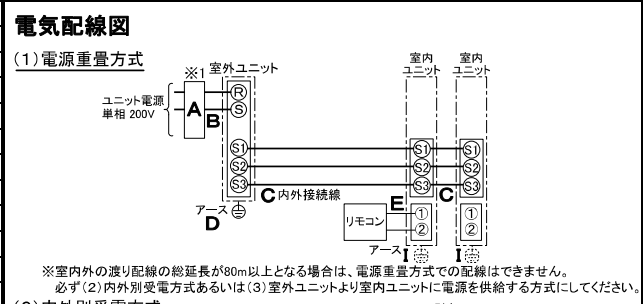 電気配線図
(1)電源重畳方式
※1 室外ユニット
室内ユニット
室内ユニット
ユニット電源
単相 200V
A
B
R
S
S1
S2
S3
S1
S2
S3
S1
S2
S3
C 内外接続線
C
アース
D
E
リモコン
①
②
①
②
アース I
I
※室内外の渡り配線の総延長が80m以上となる場合は、電源重畳方式での配線はできません。
必ず(2)内外別受電方式あるいは(3)室外ユニットより室内ユニットに電源を供給する方式にしてください。
(2)内外別受電方式